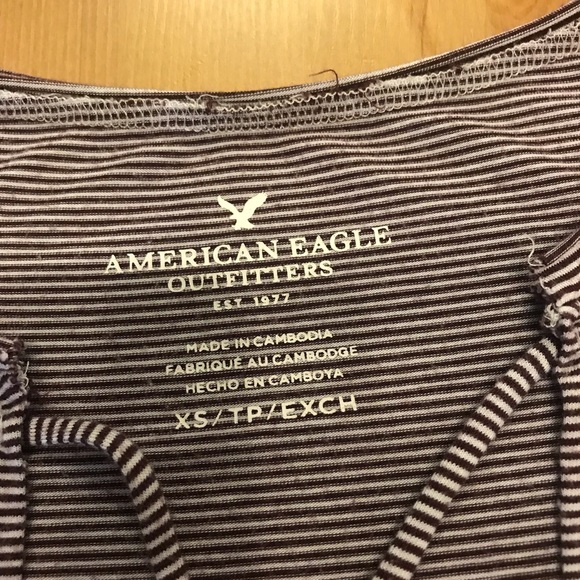 AMERICAN EAGLE
OUTFITTERS
EST 1977
MADE IN CAMBODIA
FABRIQUÉ AU CAMBODGE
HECHO EN CAMBOYA
XS/TP/EXCH